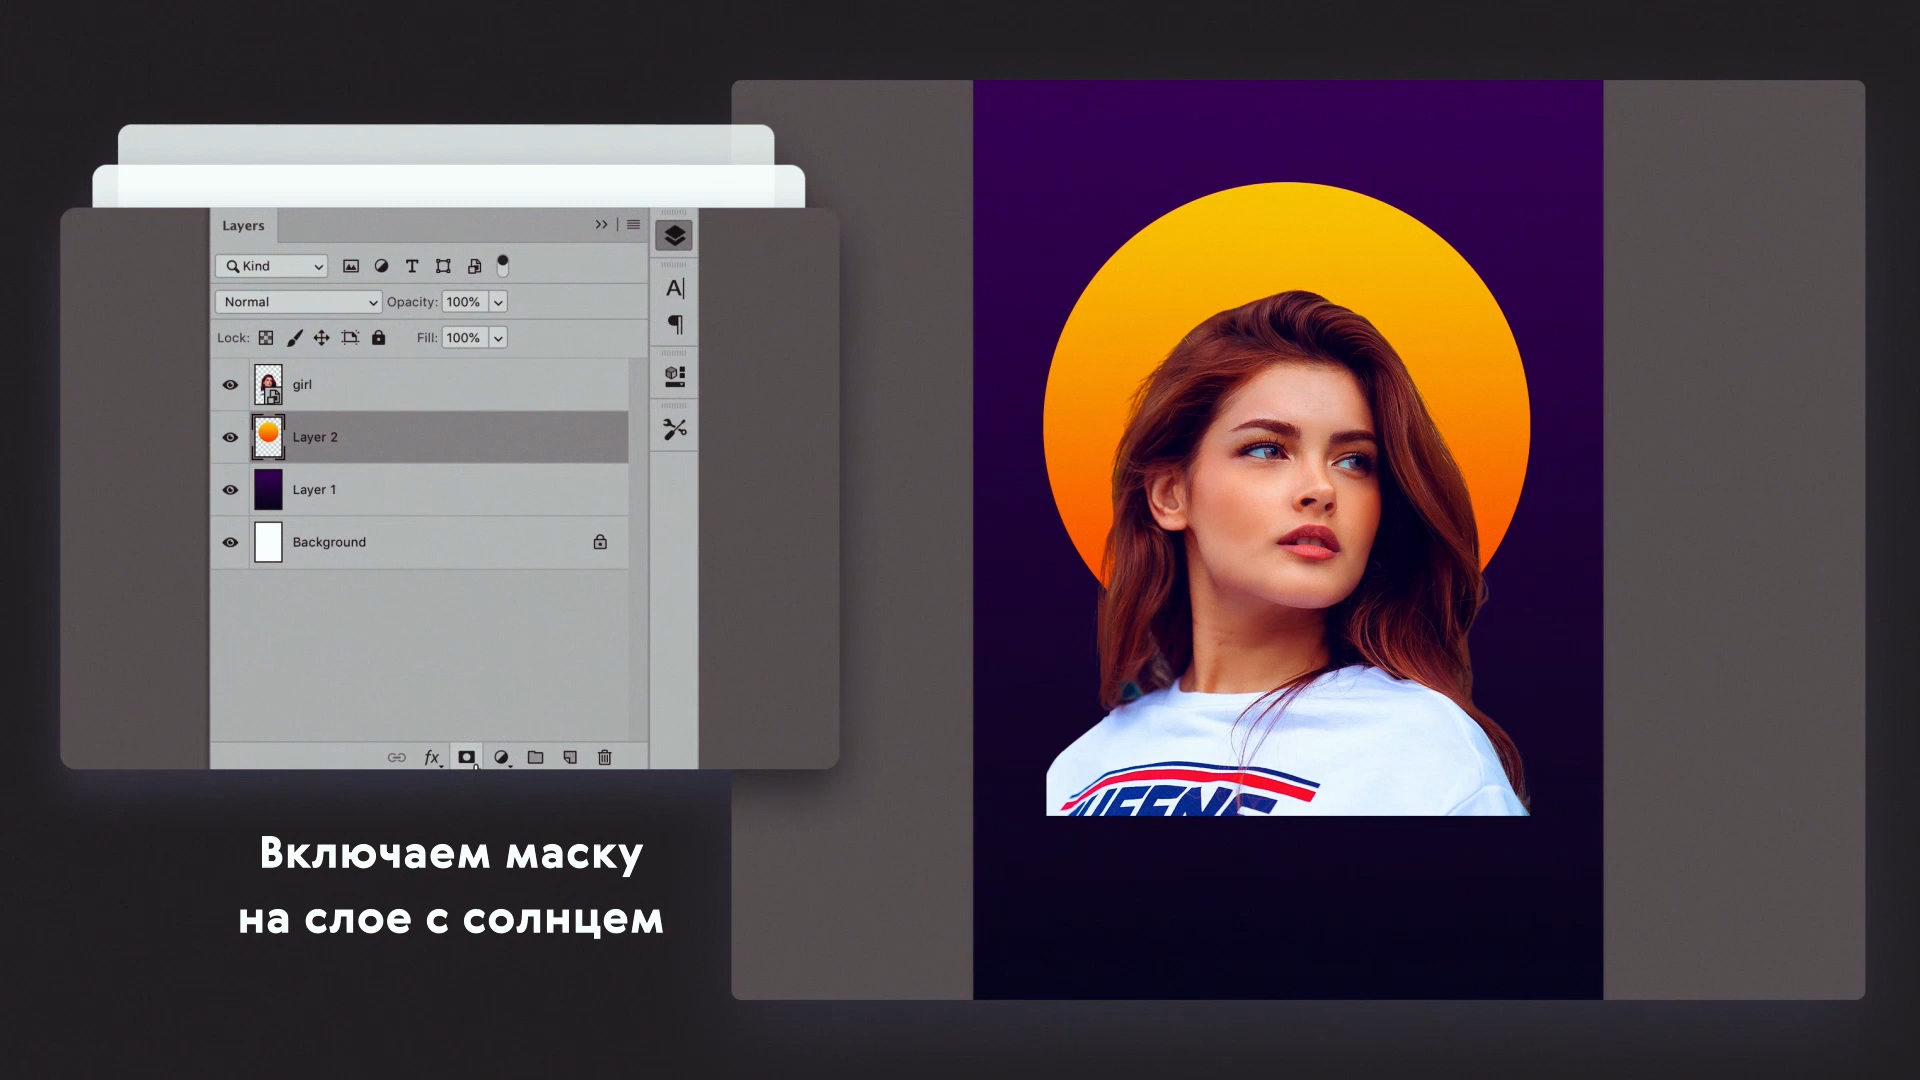 Layers
Kind
Normal
Opacity: 100%
Lock:
Fill: 100%
girl
Layer 2
Layer 1
Background
fx
Включаем маску
на слое с солнцем